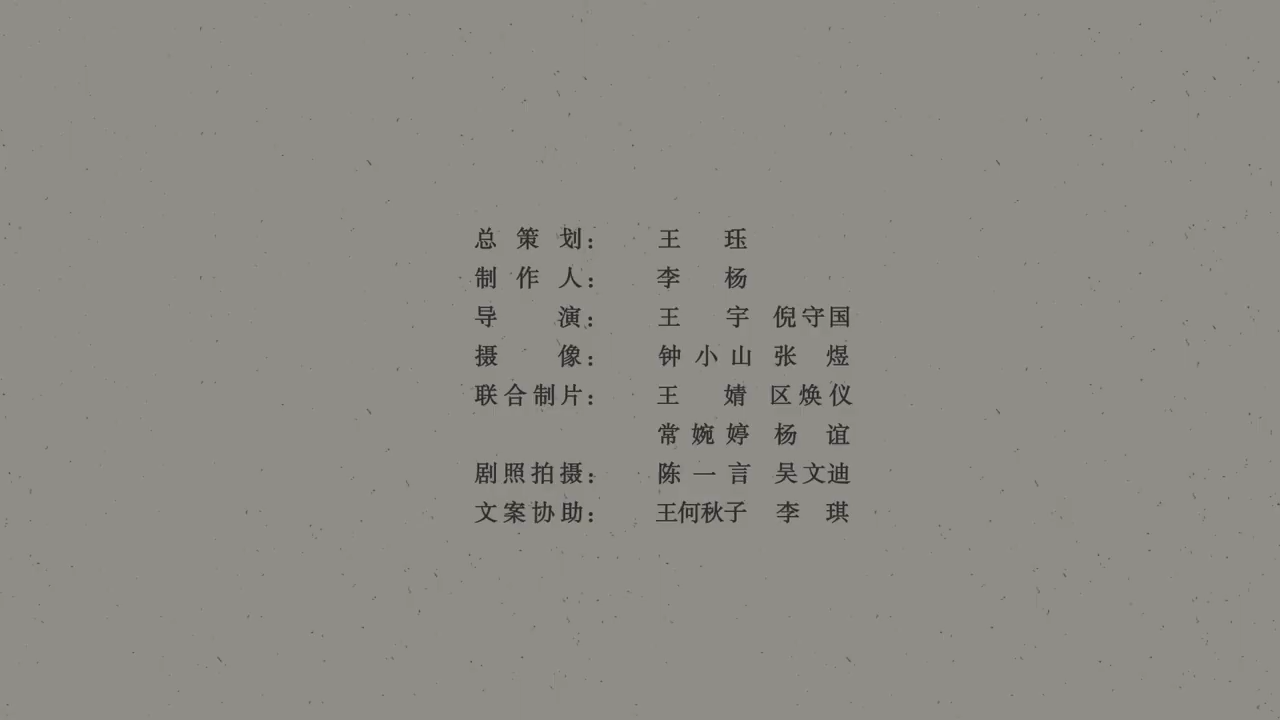 总策划： 王珏
制作人： 李杨
导演： 王宇 倪守国
摄像： 钟小山 张煜
联合制片： 王婧 区焕仪
常婉婷 杨谊
剧照拍摄： 陈一言 吴文迪
文案协助： 王何秋子 李琪